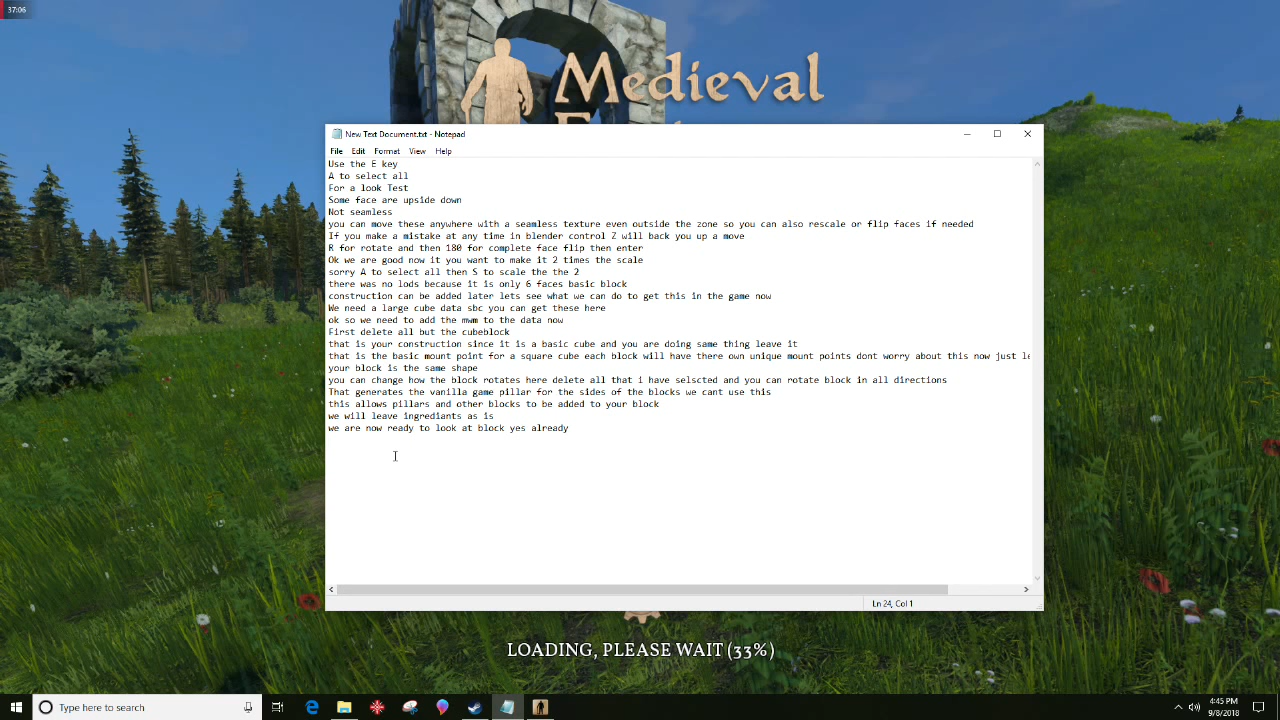 37:06
Medieval
New Text Document.txt - Notepad
File Edit Format View Help
Use the E key
A to select all
For a look Test
Some face are upside down
Not seamless
you can move these anywhere with a seamless texture even outside the zone so you can also rescale or flip faces if needed
If you make a mistake at any time in blender control Z will back you up a move
R for rotate and then 180 for complete face flip then enter
Ok we are good now it you want to make it 2 times the scale
sorry A to select all then S to scale the the 2
there was no lods because it is only 6 faces basic block
construction can be added later lets see what we can do to get this in the game now
We need a large cube data sbc you can get these here
ok so we need to add the mwm to the data now
First delete all but the cubeblock
that is your construction since it is a basic cube and you are doing same thing leave it
that is the basic mount point for a square cube each block will have there own unique mount points dont worry about this now just le
your block is the same shape
you can change how the block rotates here delete all that i have selscted and you can rotate block in all directions
That generates the vanilla game pillar for the sides of the blocks we cant use this
this allows pillars and other blocks to be added to your block
we will leave ingrediants as is
we are now ready to look at block yes already
Ln 24, Col 1
LOADING, PLEASE WAIT (33%)
Type here to search
4:45 PM
9/8/2018